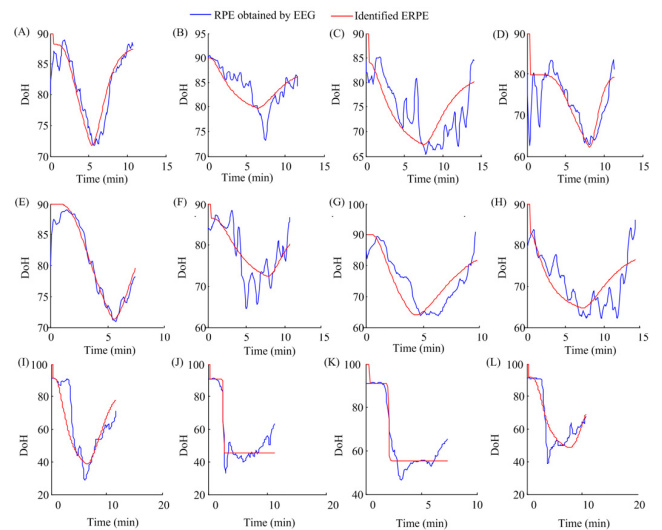 RPE obtained by EEG Identified ERPE
(A) (B) (C) (D)
90 85 80 75 70
DoH
0 5 10 15
Time (min)
90 85 80 75 70
DoH
0 5 10 15
Time (min)
90 85 80 75 70 65
DoH
0 5 10 15
Time (min)
90 80 70 60
DoH
0 5 10 15
Time (min)
(E) (F) (G) (H)
90 85 80 75 70
DoH
0 5 10
Time (min)
90 80 70 60
DoH
0 5 10 15
Time (min)
100 90 80 70 60
DoH
0 5 10
Time (min)
90 80 70 60
DoH
0 5 10 15
Time (min)
(I) (J) (K) (L)
100 80 60 40 20
DoH
0 10 20
Time (min)
100 80 60 40 20
DoH
0 10 20
Time (min)
100 80 60 40
DoH
0 5 10
Time (min)
100 80 60 40 20
DoH
0 10 20
Time (min)